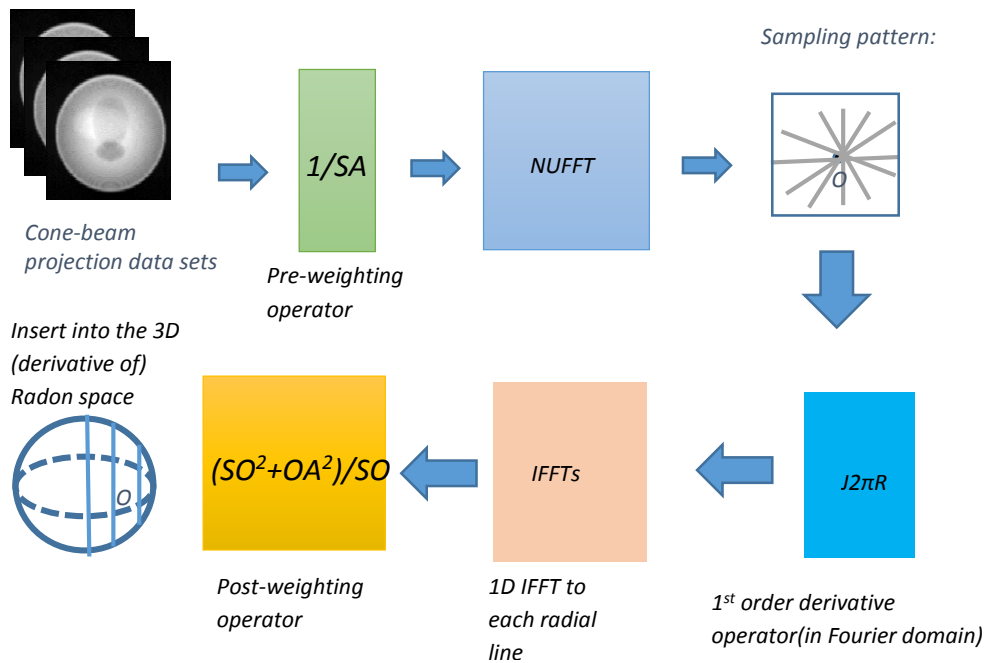 Sampling pattern:
1/SA
NUFFT
O
Cone-beam
projection data sets
Pre-weighting
operator
Insert into the 3D
(derivative of)
Radon space
O
(SO²+OA²)/SO
IFFTs
J2πR
Post-weighting
operator
1D IFFT to
each radial
line
1st order derivative
operator(in Fourier domain)